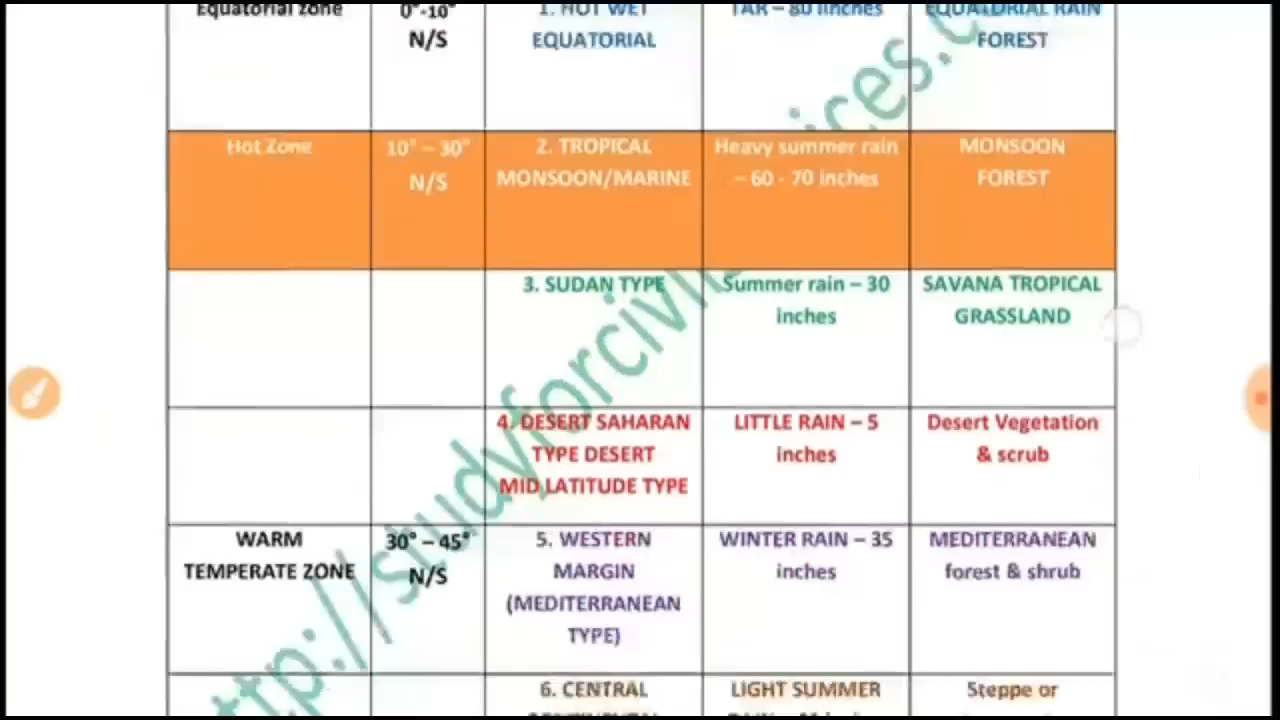 Equatorial zone
0°-10°
N/S
1. HOT WET
EQUATORIAL
TAR – 80 Iinches
EQUATORIAL RAIN
FOREST
Hot Zone
10° – 30°
N/S
2. TROPICAL
MONSOON/MARINE
Heavy summer rain
– 60 - 70 inches
MONSOON
FOREST
3. SUDAN TYPE
Summer rain – 30
inches
SAVANA TROPICAL
GRASSLAND
4. DESERT SAHARAN
TYPE DESERT
MID LATITUDE TYPE
LITTLE RAIN – 5
inches
Desert Vegetation
& scrub
WARM
TEMPERATE ZONE
30° – 45°
N/S
5. WESTERN
MARGIN
(MEDITERRANEAN
TYPE)
WINTER RAIN – 35
inches
MEDITERRANEAN
forest & shrub
6. CENTRAL
LIGHT SUMMER
Steppe or